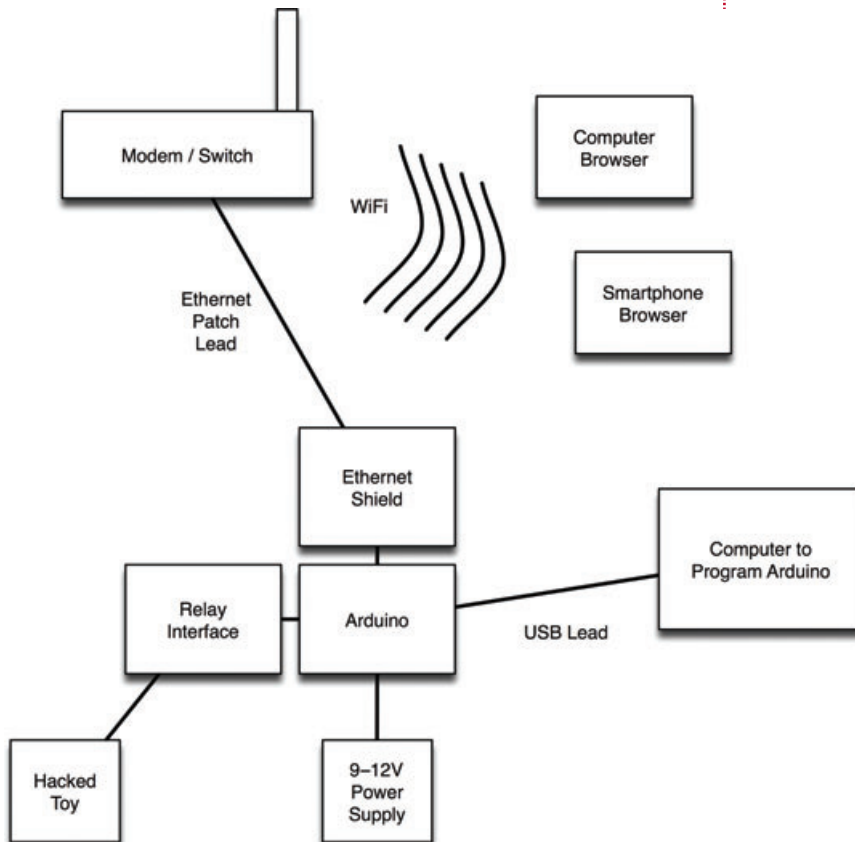 Modem / Switch
Computer
Browser
WiFi
Smartphone
Browser
Ethernet
Patch
Lead
Ethernet
Shield
Computer to
Program Arduino
Relay
Interface
Arduino
USB Lead
Hacked
Toy
9–12V
Power
Supply